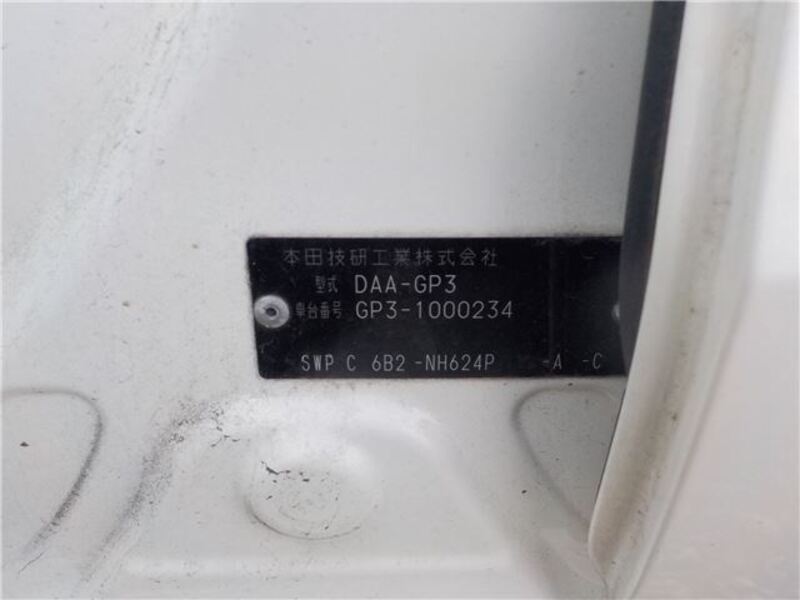 本田技研工業株式会社
型式 DAA-GP3
車台番号 GP3-1000234
SWP C 6B2 -NH624P -A -C